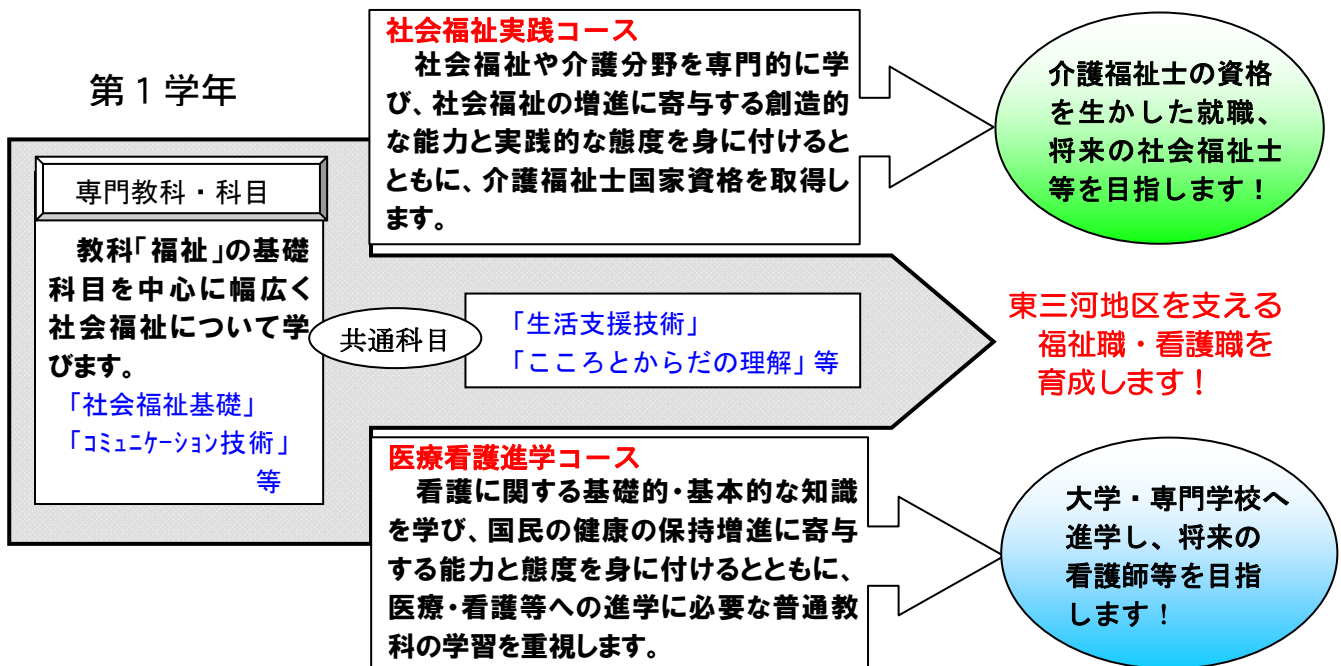 第1学年
専門教科・科目
教科「福祉」の基礎
科目を中心に幅広く
社会福祉について学
びます。
「社会福祉基礎」
「ｺﾐｭﾆｹｰｼｮﾝ技術」
等
社会福祉実践コース
社会福祉や介護分野を専門的に学
び、社会福祉の増進に寄与する創造的
な能力と実践的な態度を身に付けると
ともに、介護福祉士国家資格を取得し
ます。
介護福祉士の資格
を生かした就職、
将来の社会福祉士
等を目指します！
共通科目
「生活支援技術」
「こころとからだの理解」等
東三河地区を支える
福祉職・看護職を
育成します！
医療看護進学コース
看護に関する基礎的・基本的な知識
を学び、国民の健康の保持増進に寄与
する能力と態度を身に付けるとともに、
医療・看護等への進学に必要な普通教
科の学習を重視します。
大学・専門学校へ
進学し、将来の
看護師等を目指
します！